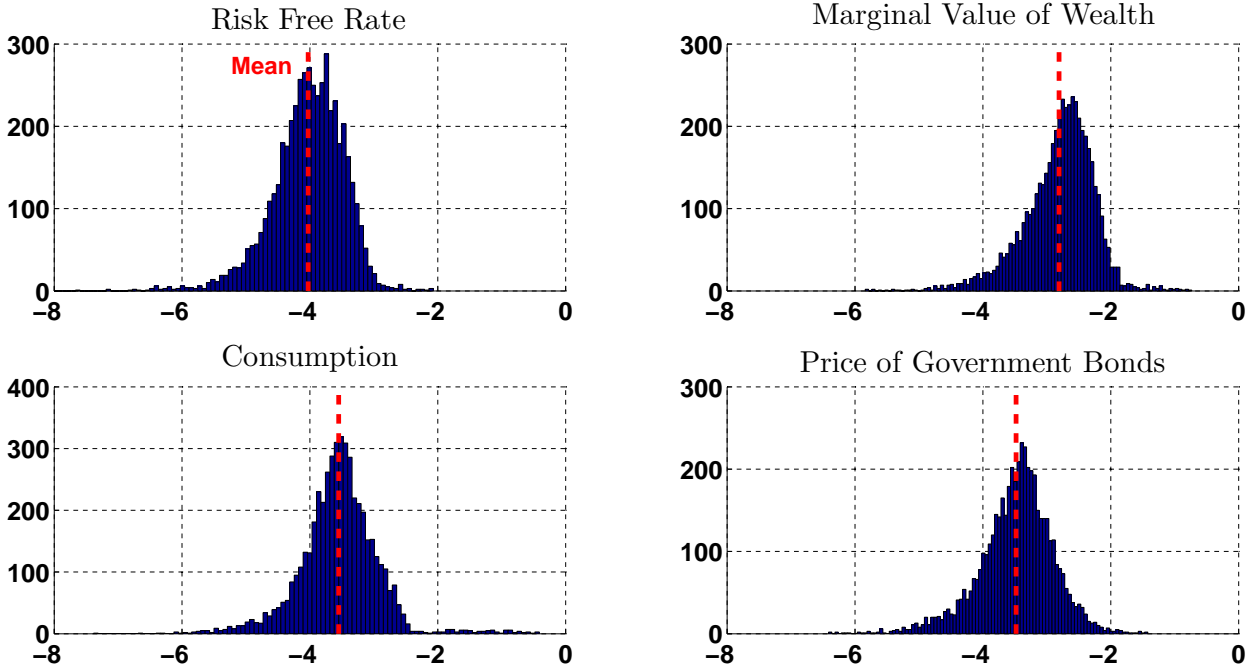 Risk Free Rate
300
200
100
0
Mean
−8 −6 −4 −2 0
Marginal Value of Wealth
300
200
100
0
−8 −6 −4 −2 0
Consumption
400
300
200
100
0
−8 −6 −4 −2 0
Price of Government Bonds
300
200
100
0
−8 −6 −4 −2 0